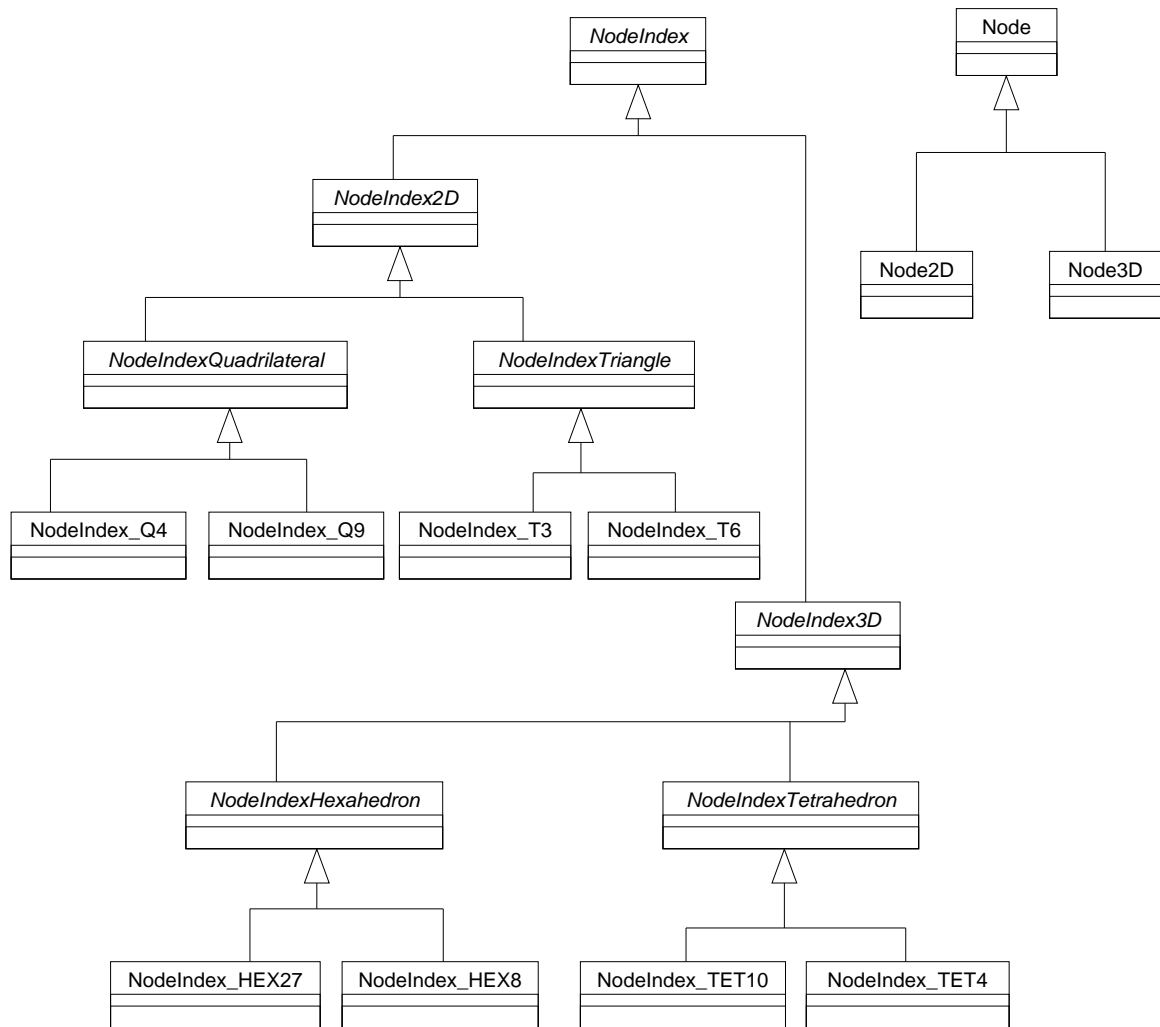 NodeIndex
Node
NodeIndex2D
Node2D
Node3D
NodeIndexQuadrilateral
NodeIndexTriangle
NodeIndex_Q4
NodeIndex_Q9
NodeIndex_T3
NodeIndex_T6
NodeIndex3D
NodeIndexHexahedron
NodeIndexTetrahedron
NodeIndex_HEX27
NodeIndex_HEX8
NodeIndex_TET10
NodeIndex_TET4